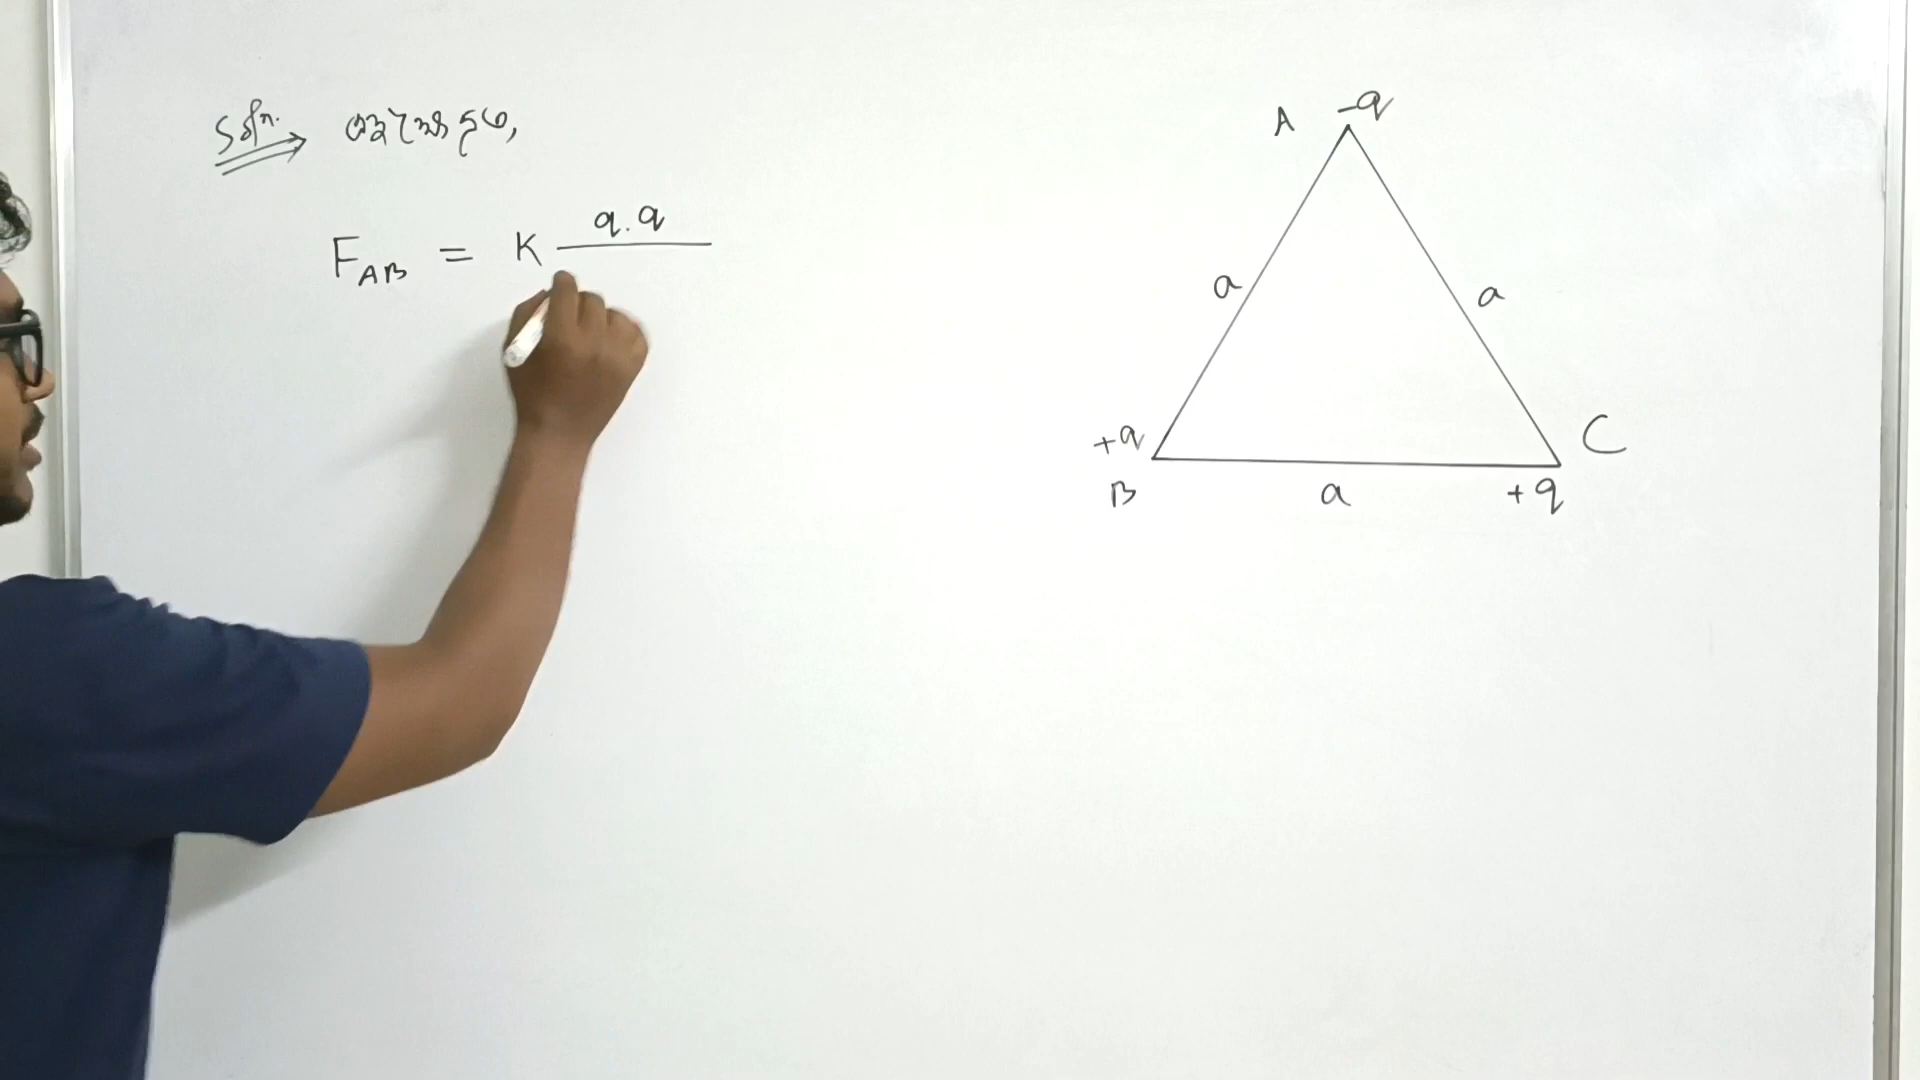 Soln.
F_AB = K q.q
A -q
a
a
+q
C
B
a
+q